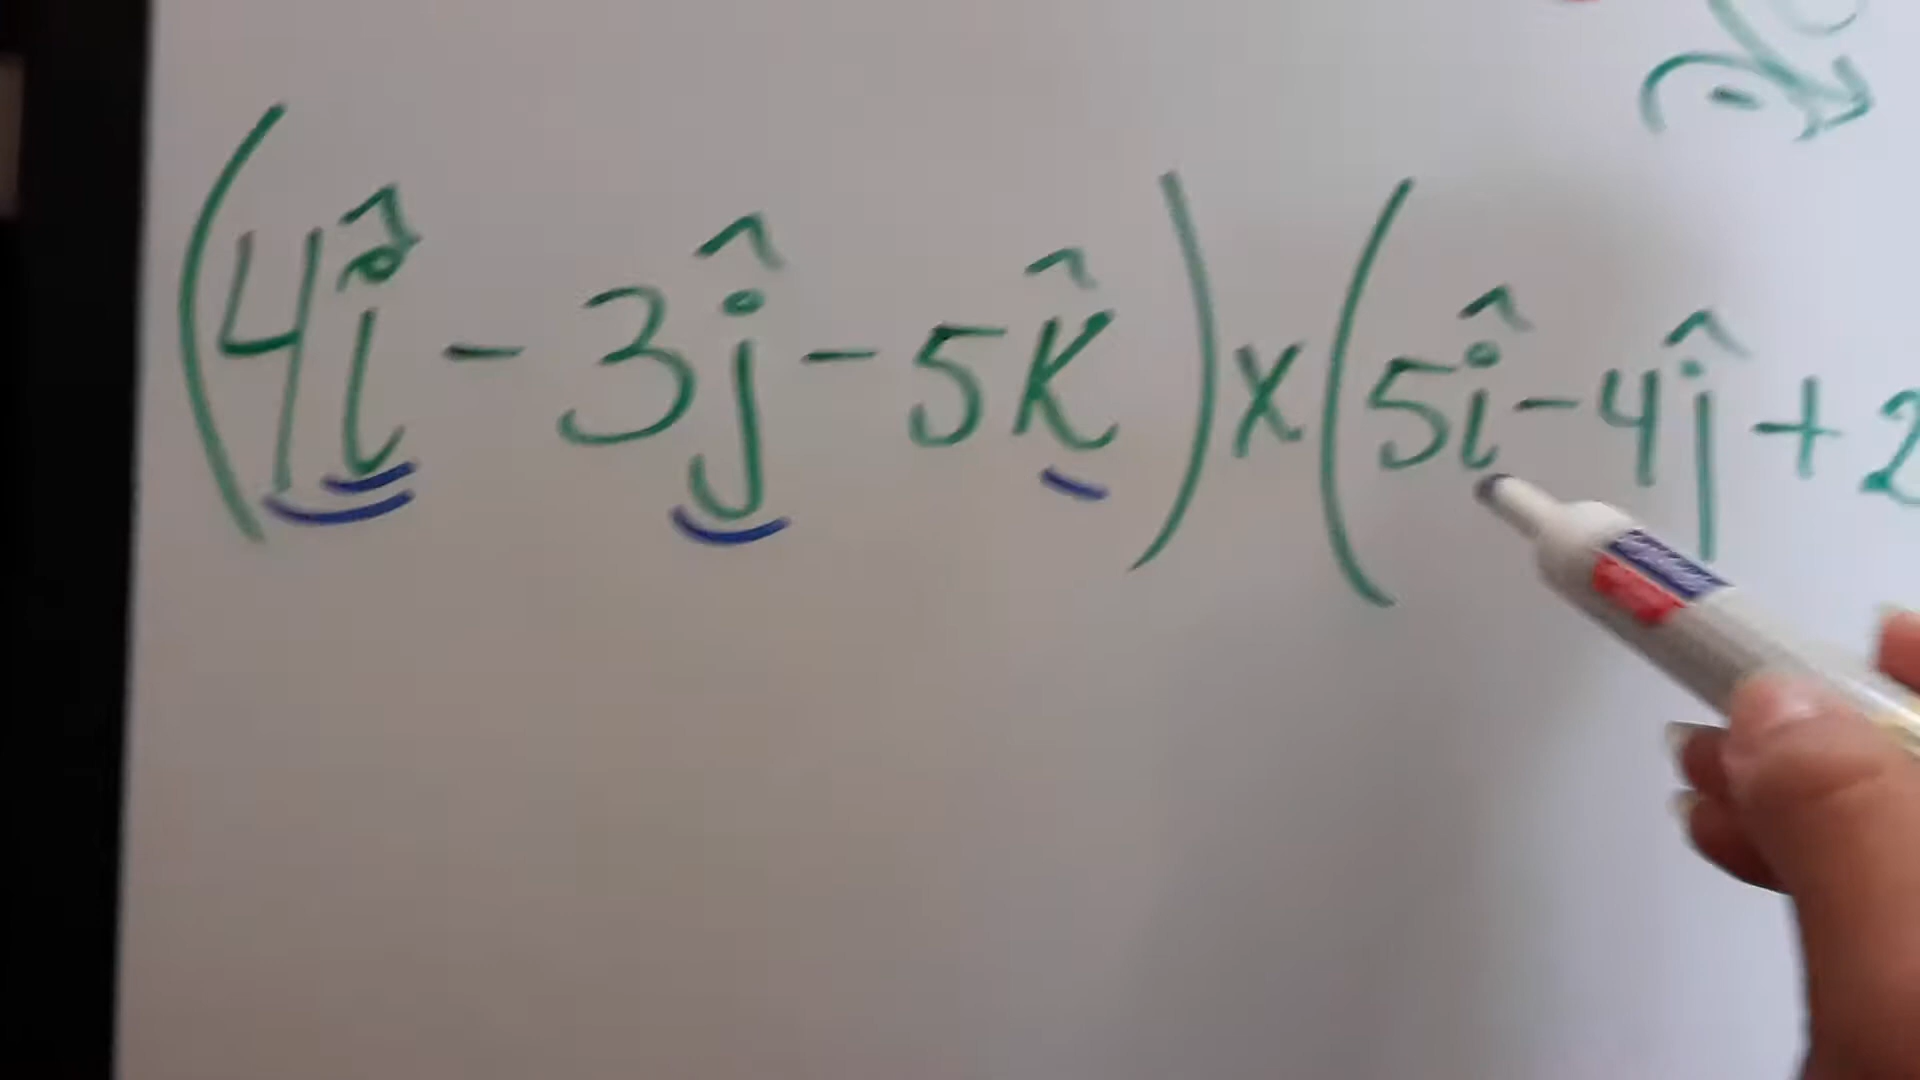 (4î - 3ĵ - 5k̂) x (5î - 4ĵ + 2